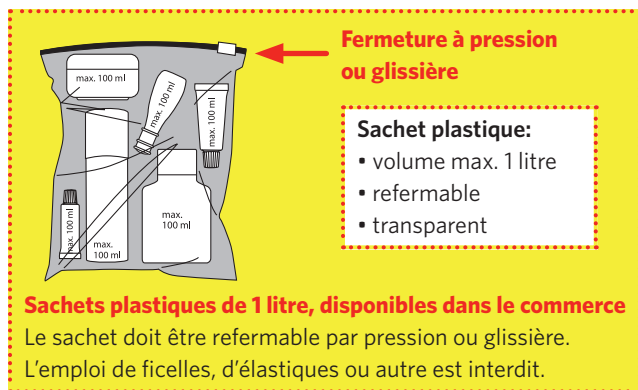 Fermeture à pression
ou glissière
max. 100 ml
max. 100 ml
max. 100 ml
max. 100 ml
max.
100 ml
max.
100 ml
Sachet plastique:
• volume max. 1 litre
• refermable
• transparent
Sachets plastiques de 1 litre, disponibles dans le commerce
Le sachet doit être refermable par pression ou glissière.
L'emploi de ficelles, d'élastiques ou autre est interdit.